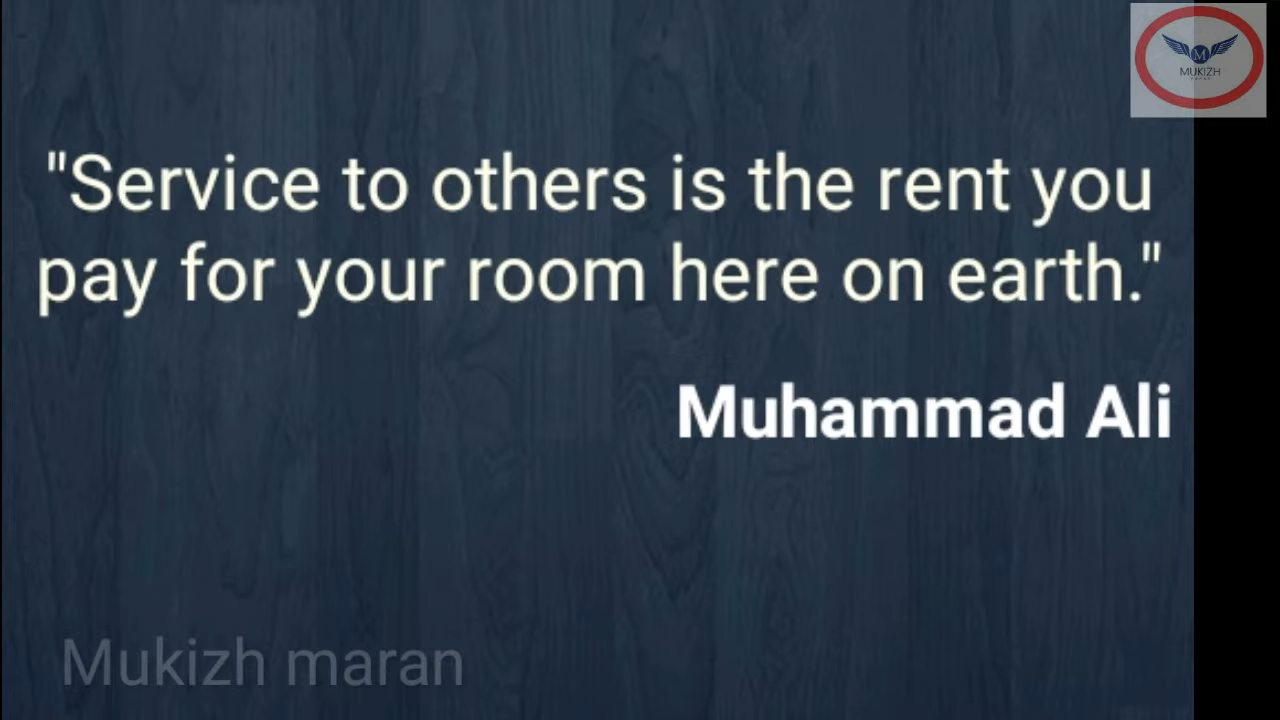 MUKIZH
"Service to others is the rent you
pay for your room here on earth."
Muhammad Ali
Mukizh maran